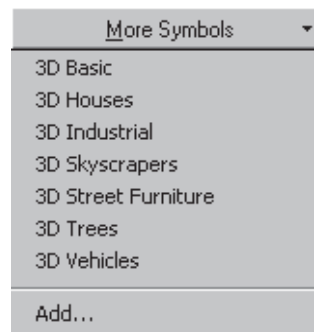 More Symbols
3D Basic
3D Houses
3D Industrial
3D Skyscrapers
3D Street Furniture
3D Trees
3D Vehicles
Add...